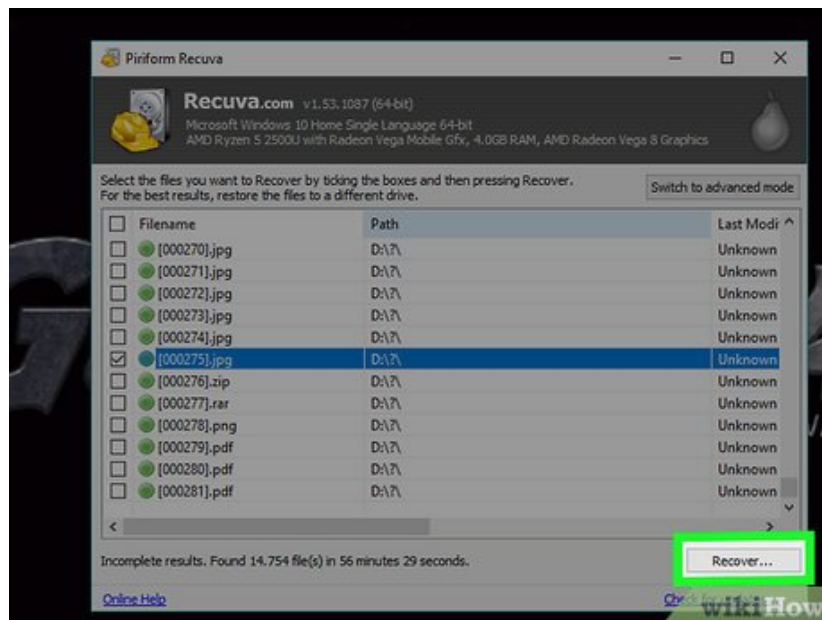 Piriform Recuva
Recuva.com v1.53.1087 (64-bit)
Microsoft Windows 10 Home Single Language 64-bit
AMD Ryzen 5 2500U with Radeon Vega Mobile Gfx, 4.0GB RAM, AMD Radeon Vega 8 Graphics
Select the files you want to Recover by ticking the boxes and then pressing Recover.
For the best results, restore the files to a different drive.
Switch to advanced mode
Filename Path Last Modif
[000270].jpg D:\?\ Unknown
[000271].jpg D:\?\ Unknown
[000272].jpg D:\?\ Unknown
[000273].jpg D:\?\ Unknown
[000274].jpg D:\?\ Unknown
[000275].jpg D:\?\ Unknown
[000276].zip D:\?\ Unknown
[000277].rar D:\?\ Unknown
[000278].png D:\?\ Unknown
[000279].pdf D:\?\ Unknown
[000280].pdf D:\?\ Unknown
[000281].pdf D:\?\ Unknown
Incomplete results. Found 14.754 file(s) in 56 minutes 29 seconds.
Recover...
Online Help
Check for
wikiHow